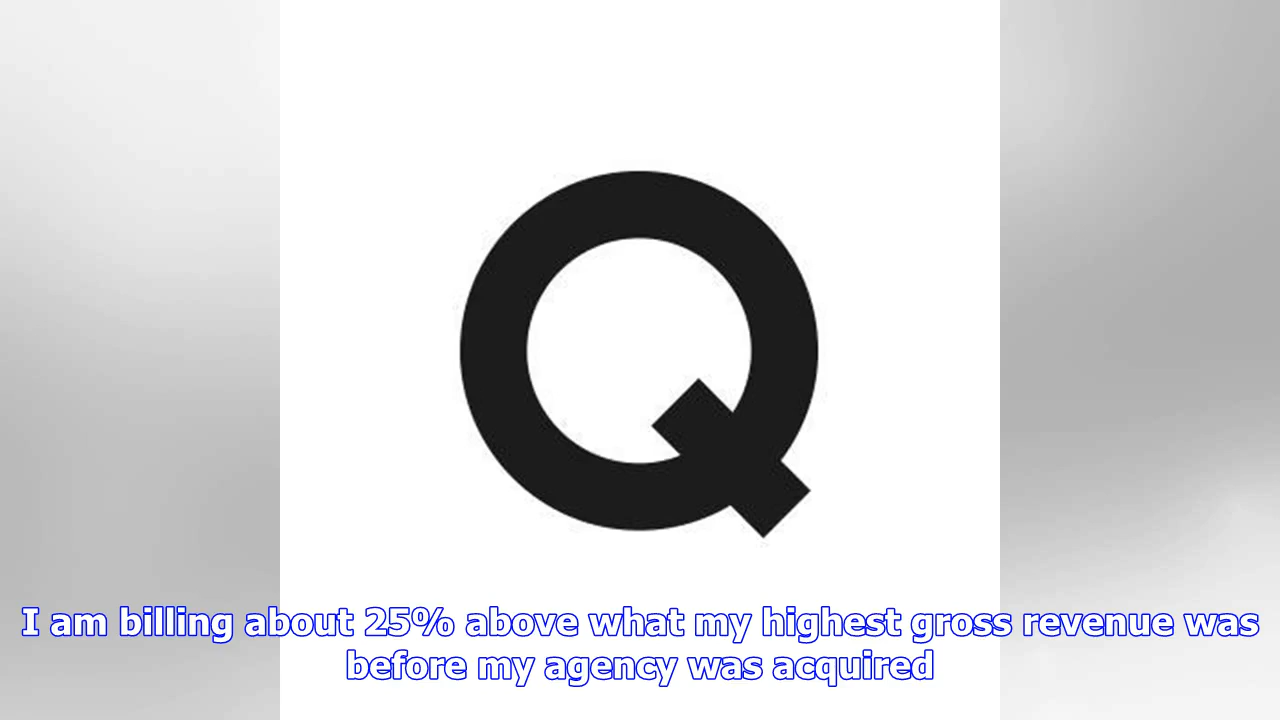 Q
I am billing about 25% above what my highest gross revenue was
before my agency was acquired